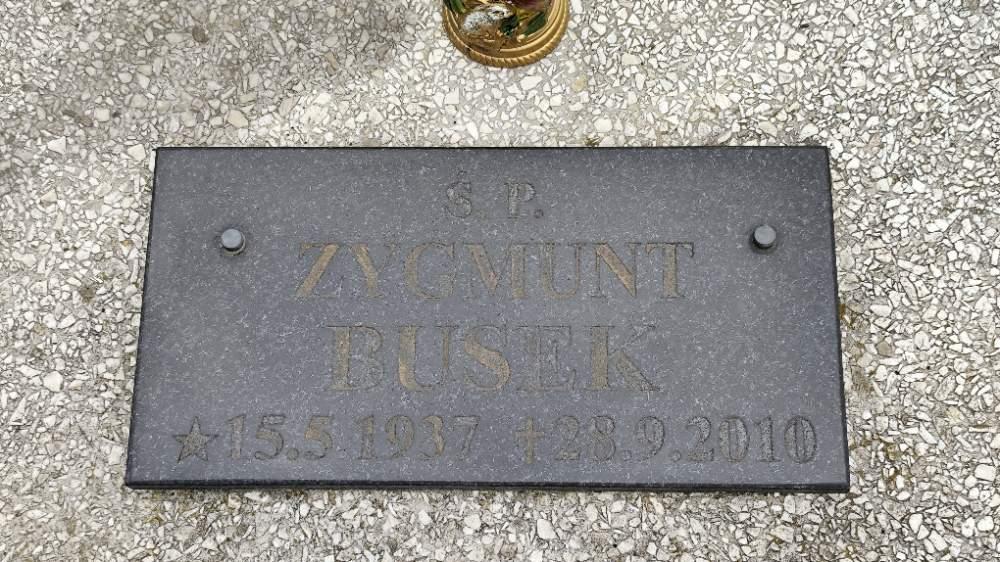 Ś. P.
ZYGMUNT
BUSEK
★15.5.1937 ✝28.9.2010